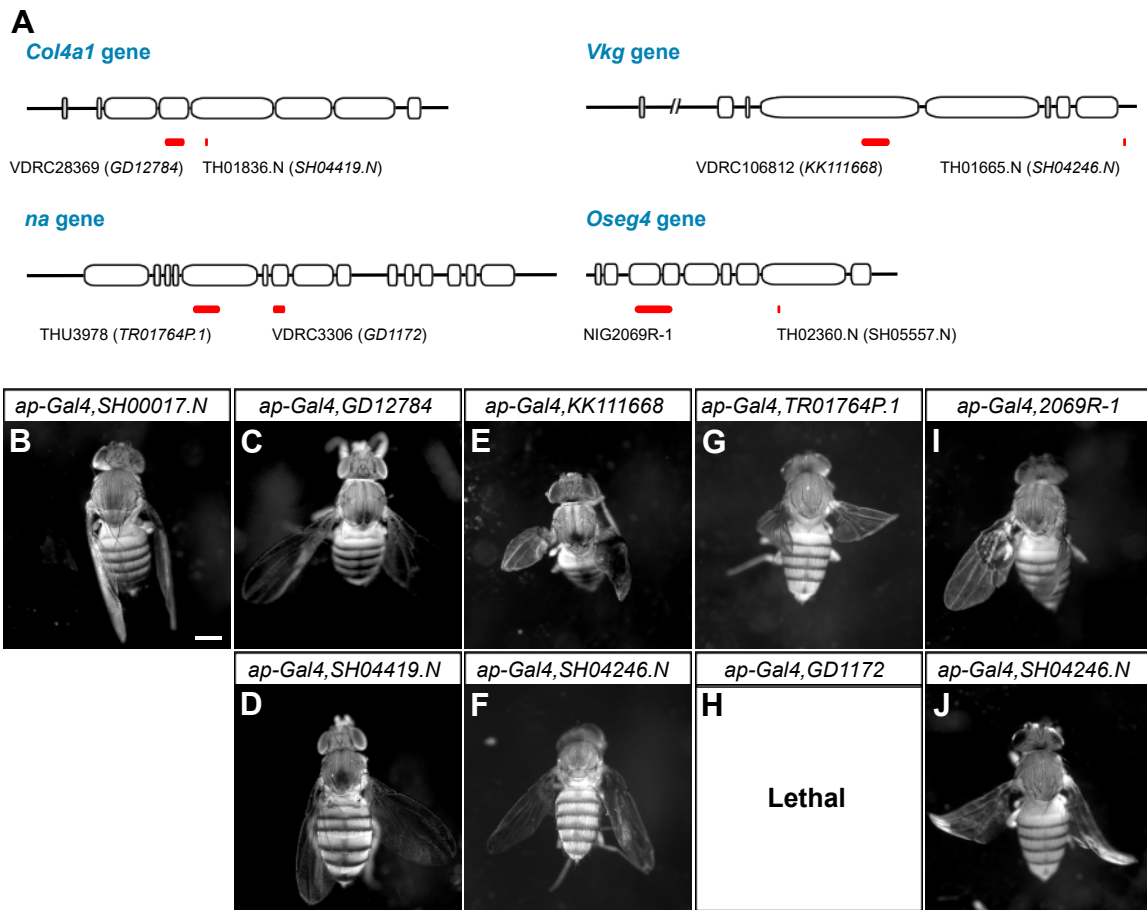 A
Col4a1 gene
Vkg gene
VDRC28369 (GD12784)
TH01836.N (SH04419.N)
VDRC106812 (KK111668)
TH01665.N (SH04246.N)
na gene
Oseg4 gene
THU3978 (TR01764P.1)
VDRC3306 (GD1172)
NIG2069R-1
TH02360.N (SH05557.N)
ap-Gal4,SH00017.N
ap-Gal4,GD12784
ap-Gal4,KK111668
ap-Gal4,TR01764P.1
ap-Gal4,2069R-1
B
C
E
G
I
ap-Gal4,SH04419.N
ap-Gal4,SH04246.N
ap-Gal4,GD1172
ap-Gal4,SH04246.N
D
F
H
J
Lethal